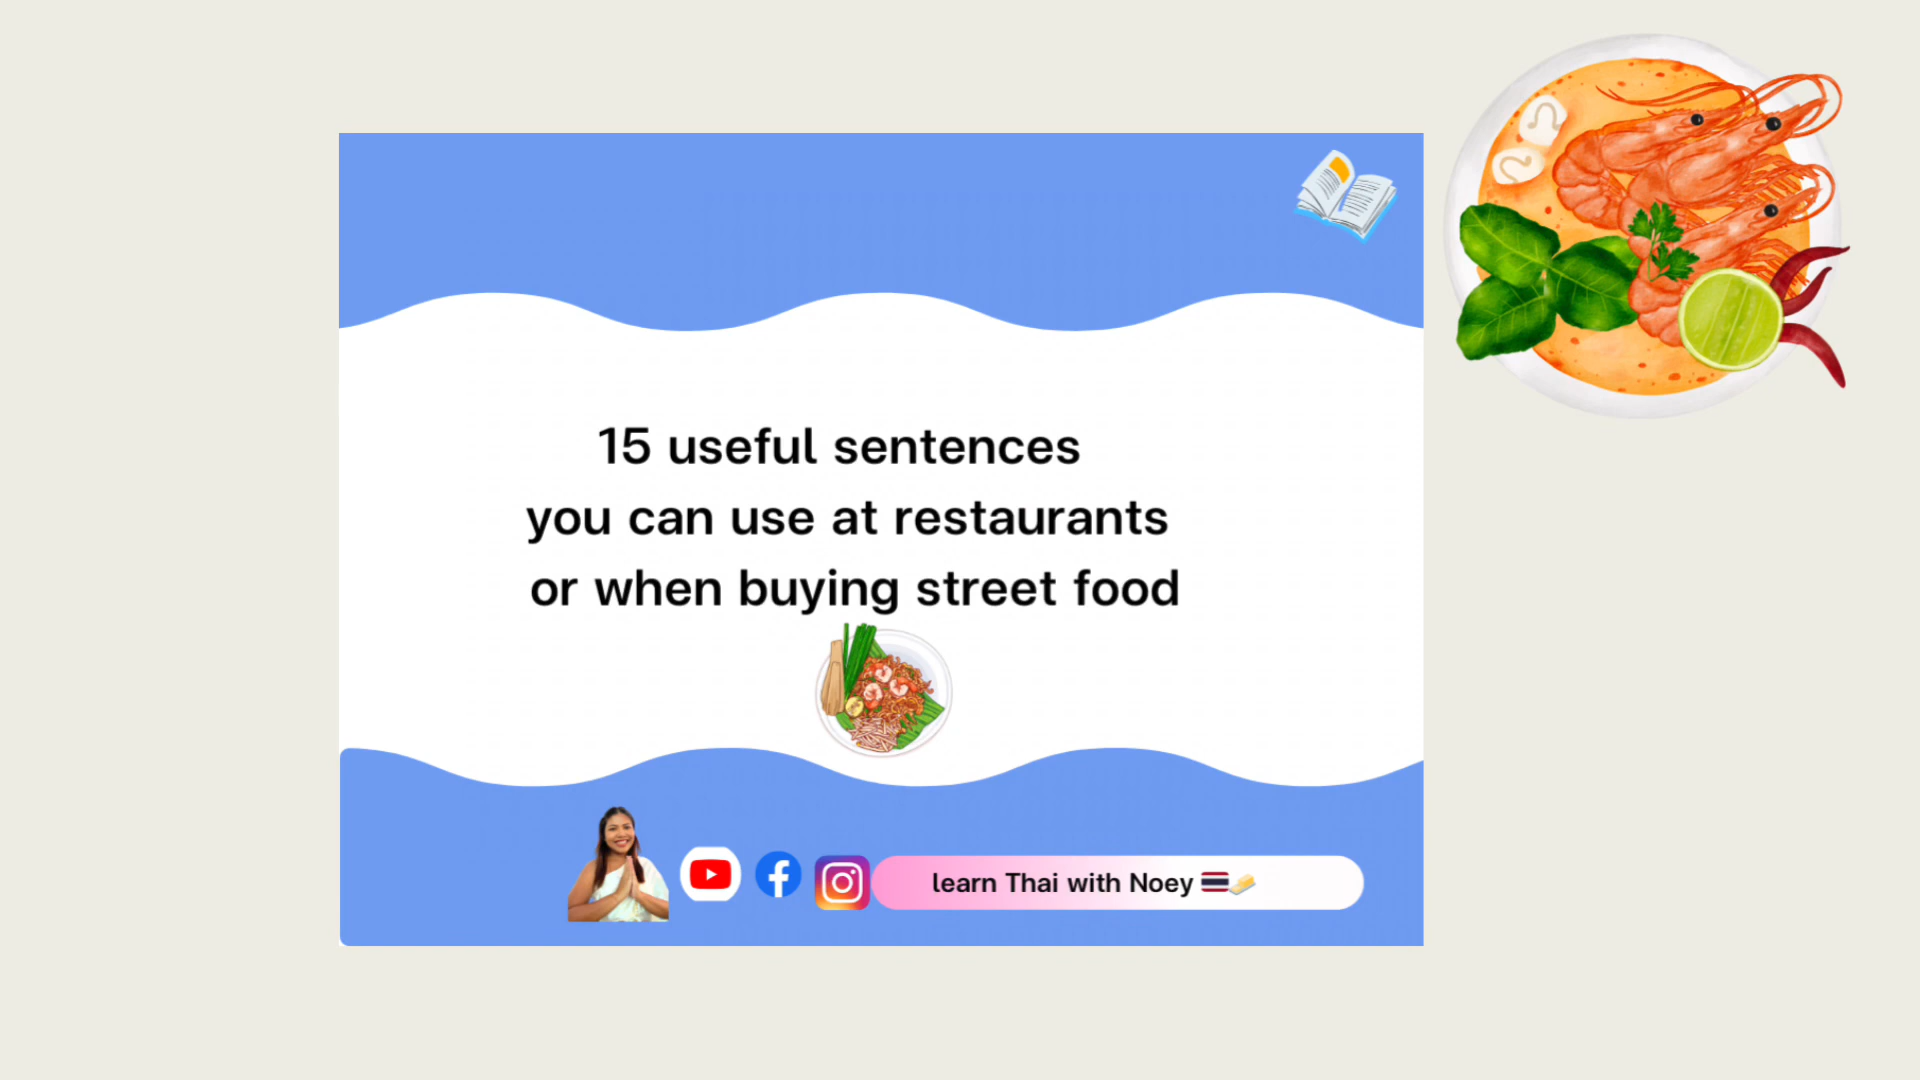 15 useful sentences
you can use at restaurants
or when buying street food
learn Thai with Noey 🇹🇭🧈